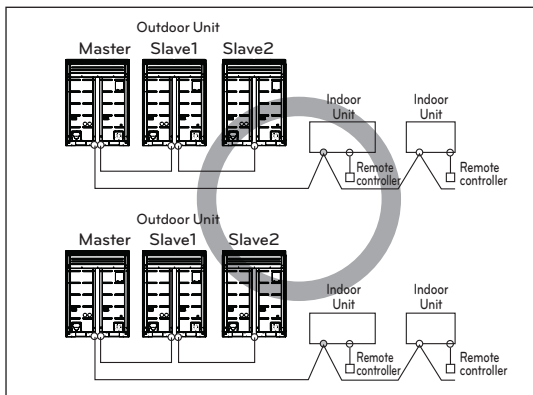 Outdoor Unit
Master Slave1 Slave2
Indoor
Unit
Indoor
Unit
Remote
controller
Remote
controller
Outdoor Unit
Master Slave1 Slave2
Indoor
Unit
Indoor
Unit
Remote
controller
Remote
controller